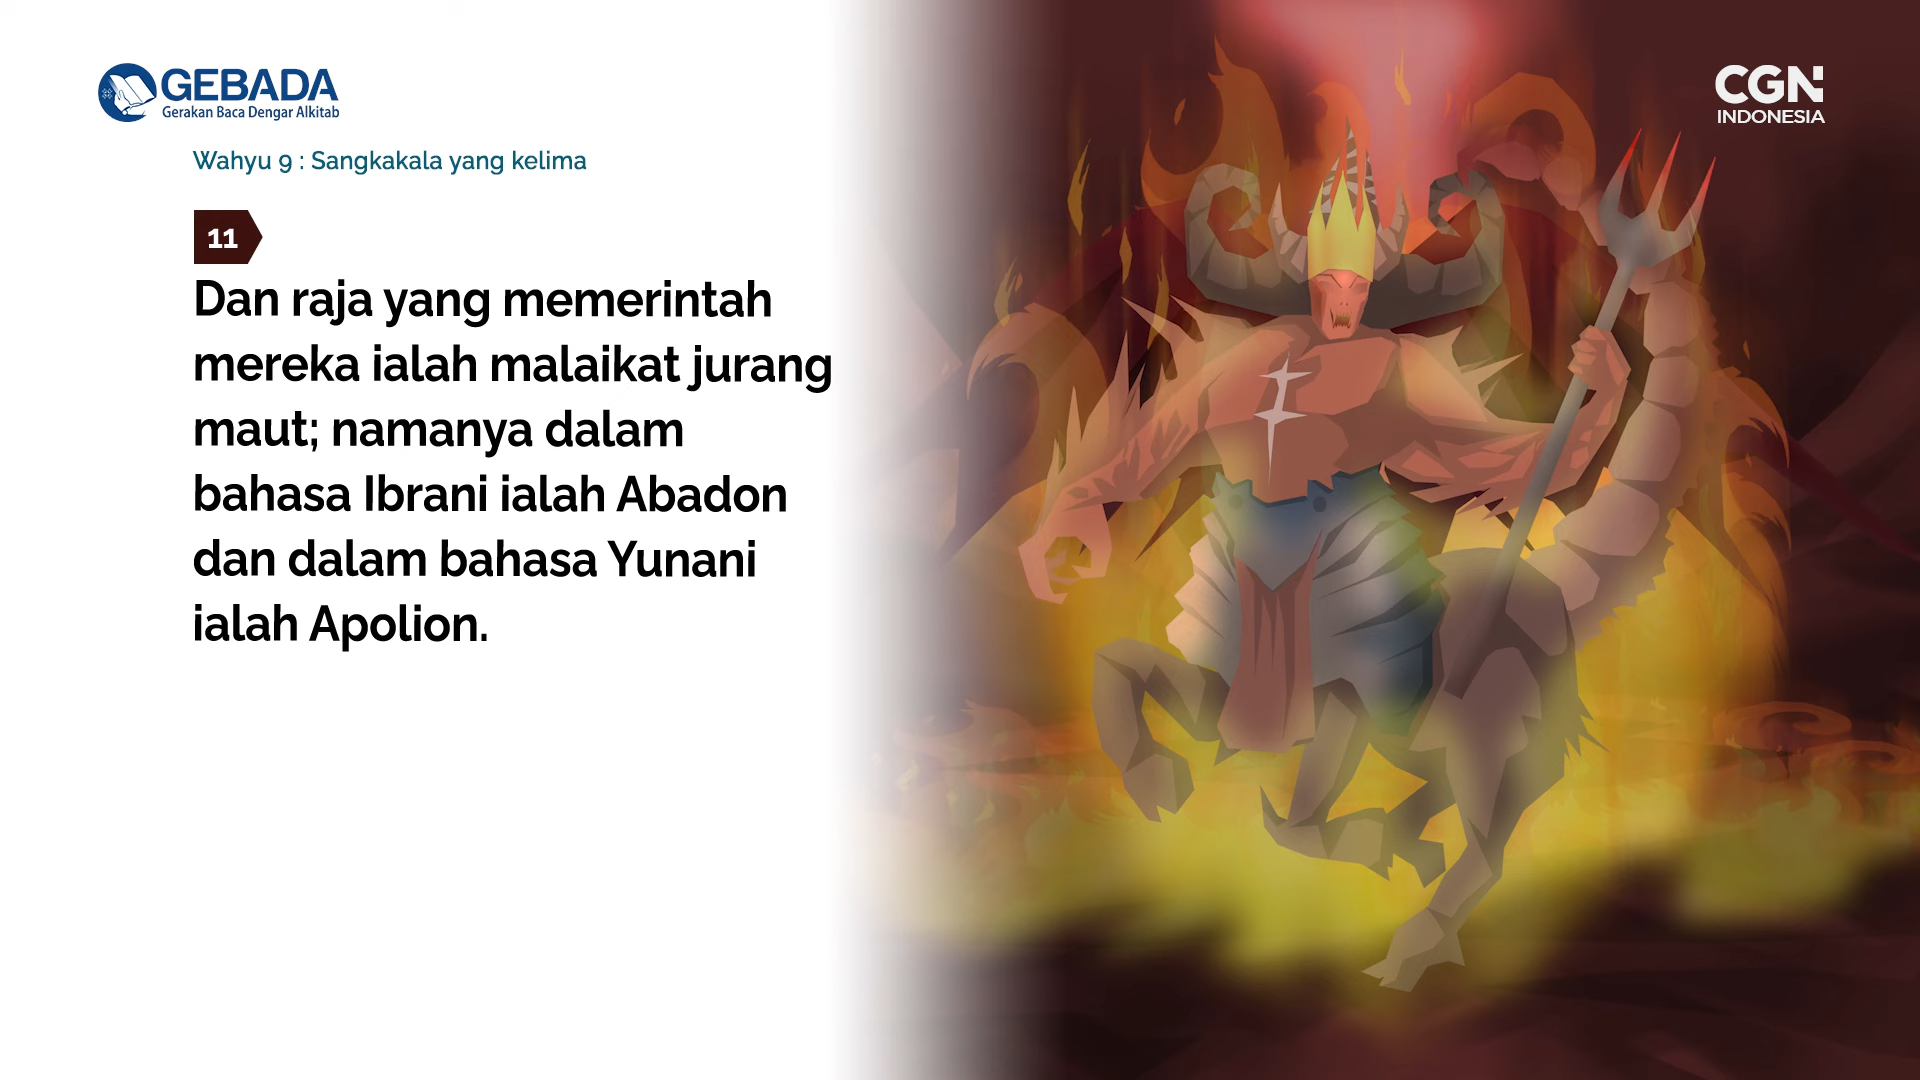 GEBADA
Gerakan Baca Dengar Alkitab
CGN
INDONESIA
Wahyu 9 : Sangkakala yang kelima
11
Dan raja yang memerintah
mereka ialah malaikat jurang
maut; namanya dalam
bahasa Ibrani ialah Abadon
dan dalam bahasa Yunani
ialah Apolion.